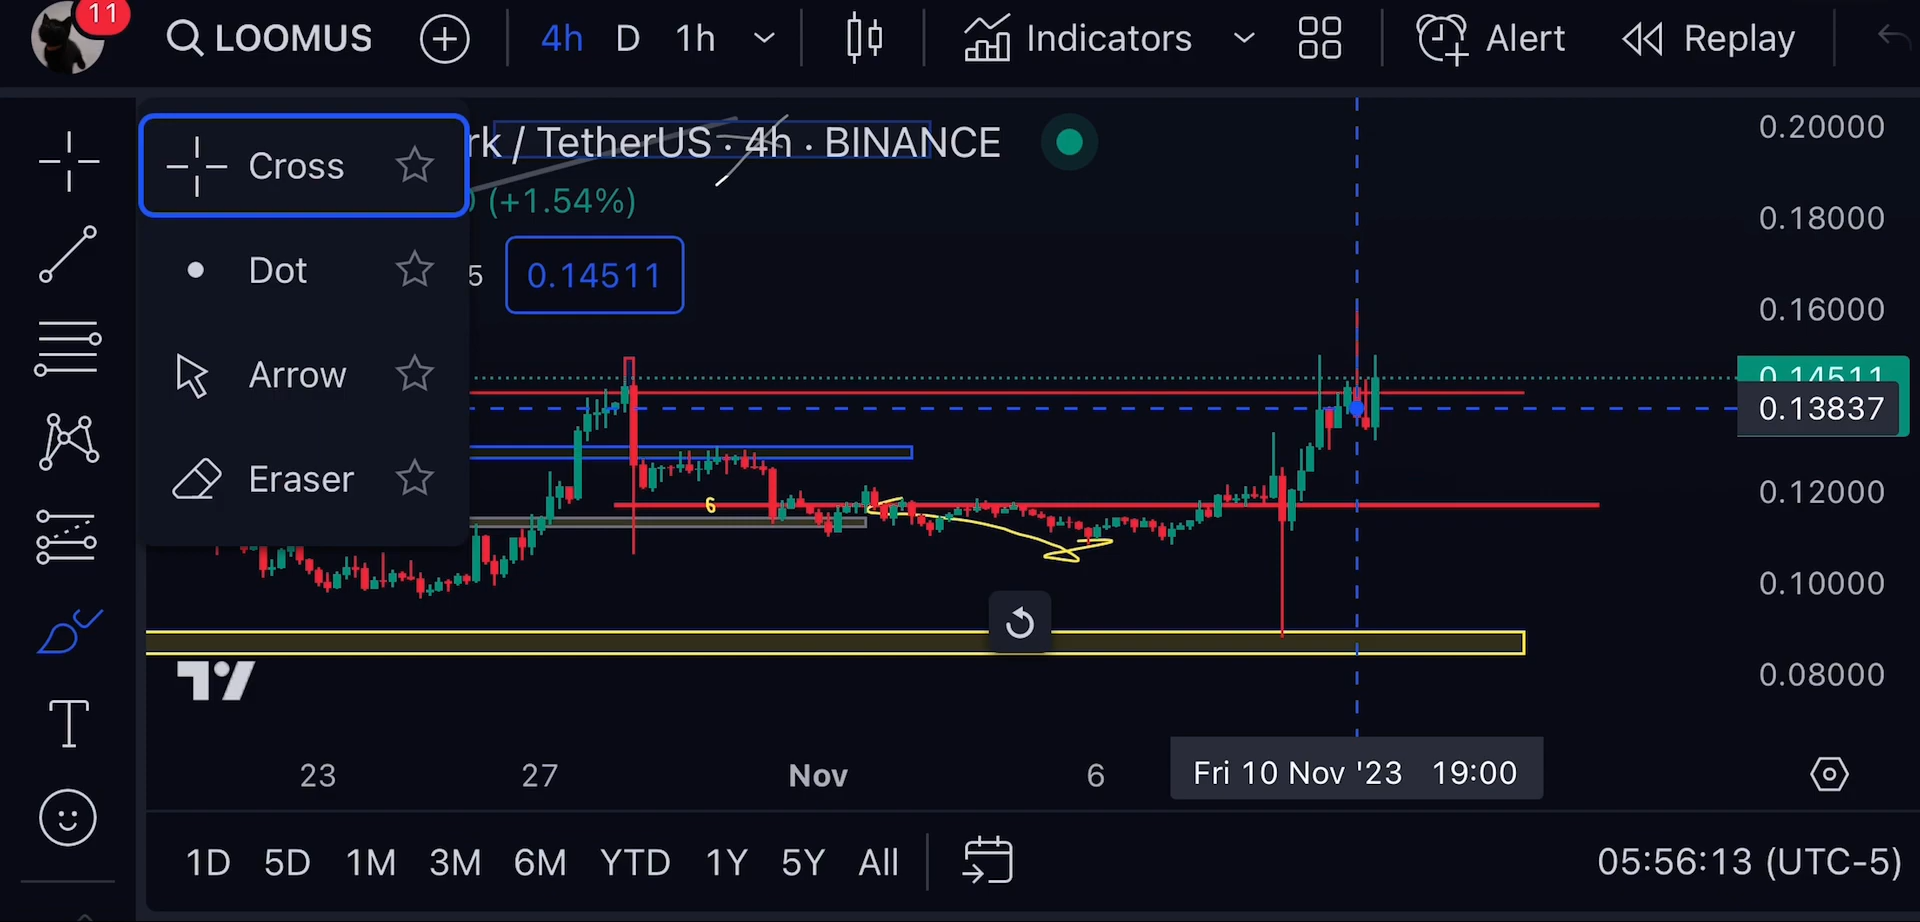 11
LOOMUS
4h D 1h
Indicators
Alert
Replay
Cross
Dot
Arrow
Eraser
rk / TetherUS · 4h · BINANCE
(+1.54%)
5
0.14511
6
0.20000
0.18000
0.16000
0.14511
0.13837
0.12000
0.10000
0.08000
23 27 Nov 6
Fri 10 Nov '23 19:00
1D 5D 1M 3M 6M YTD 1Y 5Y All
05:56:13 (UTC-5)